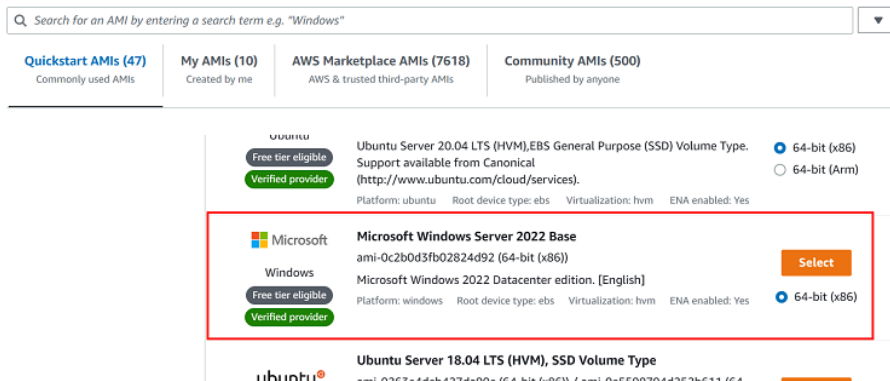 Search for an AMI by entering a search term e.g. "Windows"
Quickstart AMIs (47)
Commonly used AMIs
My AMIs (10)
Created by me
AWS Marketplace AMIs (7618)
AWS & trusted third-party AMIs
Community AMIs (500)
Published by anyone
Ubuntu
Free tier eligible
Verified provider
Ubuntu Server 20.04 LTS (HVM),EBS General Purpose (SSD) Volume Type.
Support available from Canonical
(http://www.ubuntu.com/cloud/services).
Platform: ubuntu Root device type: ebs Virtualization: hvm ENA enabled: Yes
64-bit (x86)
64-bit (Arm)
Microsoft
Windows
Free tier eligible
Verified provider
Microsoft Windows Server 2022 Base
ami-0c2b0d3fb02824d92 (64-bit (x86))
Microsoft Windows 2022 Datacenter edition. [English]
Platform: windows Root device type: ebs Virtualization: hvm ENA enabled: Yes
Select
64-bit (x86)
ubuntu
Ubuntu Server 18.04 LTS (HVM), SSD Volume Type